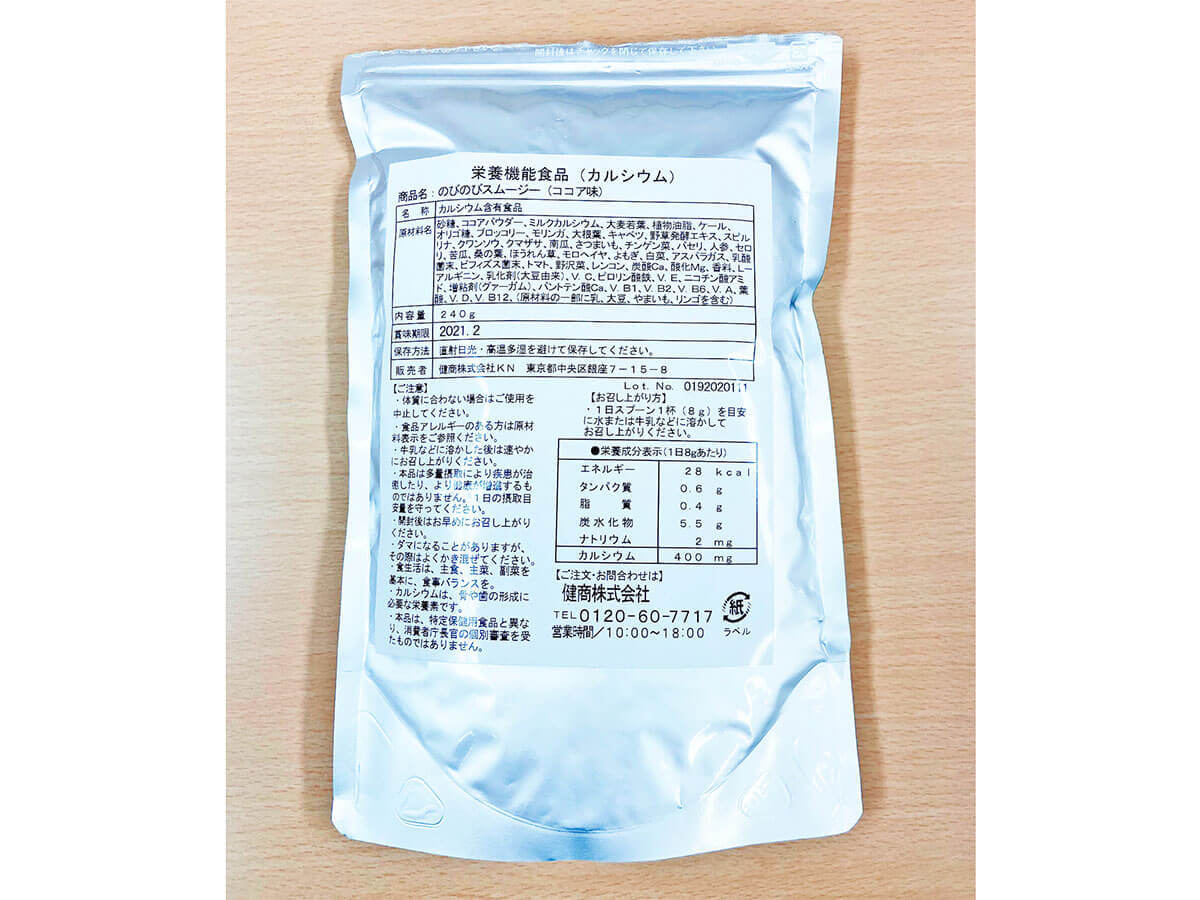 開封後はチャックを閉じて保存して下さい
栄養機能食品（カルシウム）
商品名：のびのびスムージー（ココア味）
名　称　カルシウム含有食品
原材料名　砂糖、ココアパウダー、ミルクカルシウム、大麦若葉、植物油脂、ケール、
オリゴ糖、ブロッコリー、モリンガ、大根葉、キャベツ、野草発酵エキス、スピル
リナ、クワンソウ、クマザサ、南瓜、さつまいも、チンゲン菜、パセリ、人参、セロ
リ、苦瓜、桑の葉、ほうれん草、モロヘイヤ、よもぎ、白菜、アスパラガス、乳酸
菌末、ビフィズス菌末、トマト、野沢菜、レンコン、炭酸Ca、酸化Mg、香料、L－
アルギニン、乳化剤（大豆由来）、V．C、ピロリン酸鉄、V．E、ニコチン酸アミ
ド、増粘剤（グァーガム）、パントテン酸Ca、V．B1、V．B2、V．B6、V．A、葉
酸、V．D、V．B12、（原材料の一部に乳、大豆、やまいも、リンゴを含む）
内容量　240g
賞味期限　2021.2
保存方法　直射日光・高温多湿を避けて保存してください。
販売者　健商株式会社KN　東京都中央区銀座7－15－8
Lot. No. 0192020111
【ご注意】
・体質に合わない場合はご使用を
中止してください。
・食品アレルギーのある方は原材
料表示をご参照ください。
・牛乳などに溶かした後は速やか
にお召し上がりください。
・本品は多量摂取により疾患が治
癒したり、より健康が増進するも
のではありません。1日の摂取目
安量を守ってください。
・開封後はお早めにお召し上がり
ください。
・ダマになることがありますが、
その際はよくかき混ぜてください。
・食生活は、主食、主菜、副菜を
基本に、食事バランスを。
・カルシウムは、骨や歯の形成に
必要な栄養素です。
・本品は、特定保健用食品と異な
り、消費者庁長官の個別審査を受
たものではありません。
【お召し上がり方】
・1日スプーン1杯（8g）を目安
に水または牛乳などに溶かして
お召し上がりください。
●栄養成分表示（1日8gあたり）
エネルギー　28 kcal
タンパク質　0.6 g
脂　質　0.4 g
炭水化物　5.5 g
ナトリウム　2 mg
カルシウム　400 mg
【ご注文・お問合わせは】
健商株式会社
TEL 0120-60-7717
営業時間／10:00～18:00
紙
ラベル